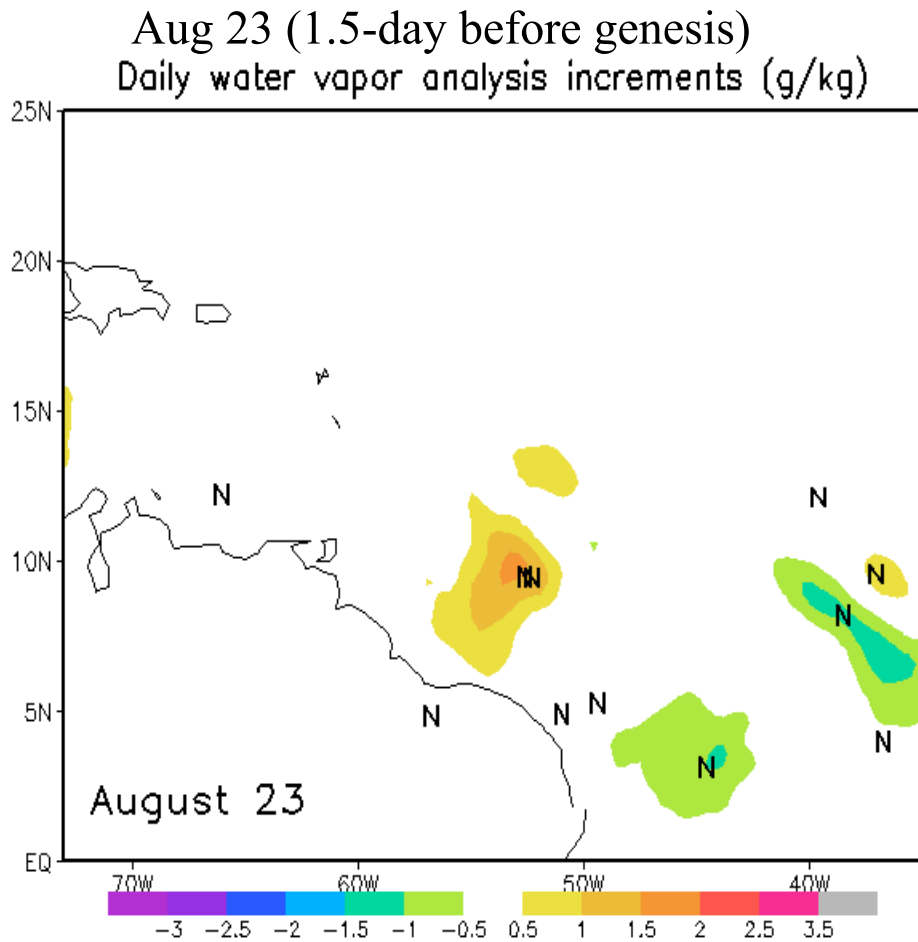 Aug 23 (1.5-day before genesis)
Daily water vapor analysis increments (g/kg)
25N
20N
15N
N
N
10N
N N N
N
N
5N
N N N
N
N
August 23
EQ
70W 60W 50W 40W
-3 -2.5 -2 -1.5 -1 -0.5 0.5 1 1.5 2 2.5 3.5